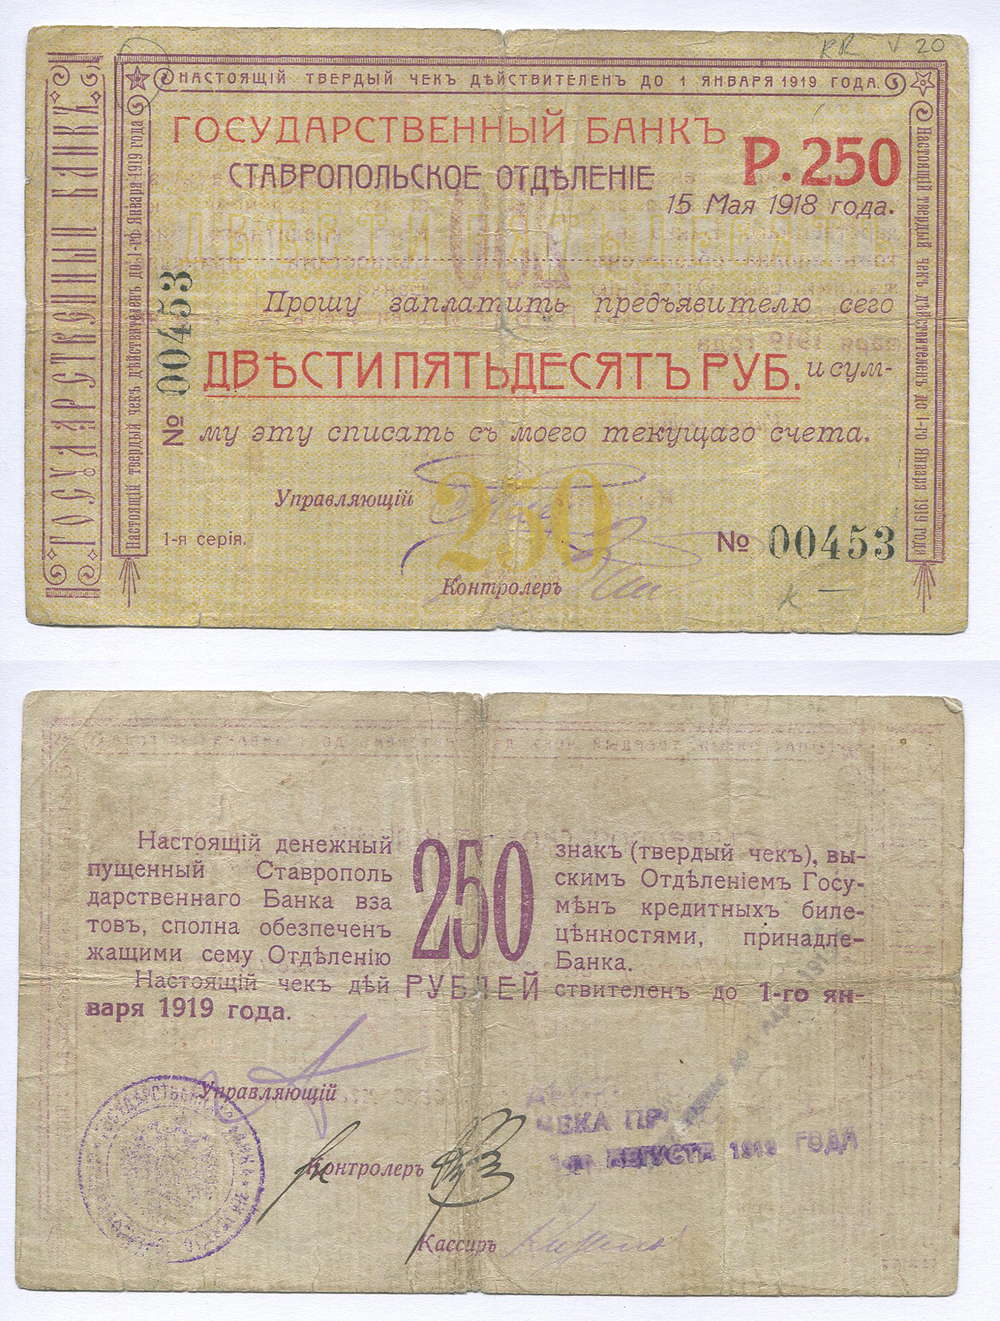 RR V 20
НАСТОЯЩІЙ ТВЕРДЫЙ ЧЕКЪ ДѢЙСТВИТЕЛЕНЪ ДО 1 ЯНВАРЯ 1919 ГОДА.
ГОСУДАРСТВЕННЫЙ БАНКЪ
Настоящій твердый чекъ дѣйствителенъ до 1-го Января 1919 года
ГОСУДАРСТВЕННЫЙ БАНКЪ
Р.250
СТАВРОПОЛЬСКОЕ ОТДѢЛЕНІЕ
15 Мая 1918 года.
Настоящій твердый чекъ дѣйствителенъ до 1-го Января 1919 года
Прошу заплатить предъявителю сего
№ 00453
ДВѢСТИ ПЯТЬДЕСЯТЪ РУБ. и сум-
му эту списать съ моего текущаго счета.
250
Управляющій
1-я серія.
№ 00453
Контролеръ
Настоящій денежный знакъ (твердый чекъ), вы-
пущенный Ставрополь скимъ Отдѣленіемъ Госу-
дарственнаго Банка вза мѣнъ кредитныхъ биле-
товъ, сполна обезпеченъ цѣнностями, принадле-
жащими сему Отдѣленію Банка.
250
РУБЛЕЙ
Настоящій чекъ дѣй ствителенъ до 1-го ян-
варя 1919 года.
Управляющій
ЧЕКА ПР
1-го АВГУСТА 1919 ГОДА
Контролеръ
Кассиръ